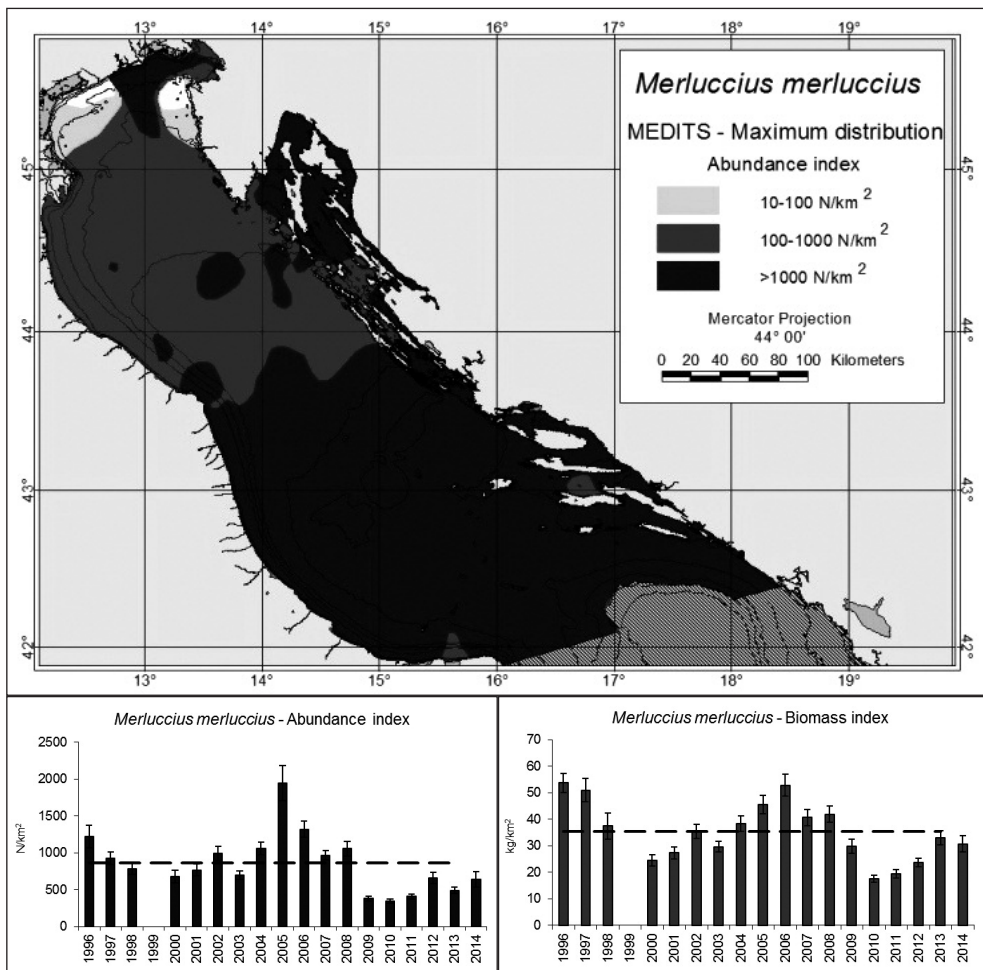 13° 14° 15° 16° 17° 18° 19°
Merluccius merluccius
MEDITS - Maximum distribution
Abundance index
10-100 N/km 2
100-1000 N/km 2
>1000 N/km 2
Mercator Projection
44° 00'
0 20 40 60 80 100 Kilometers
45° 45°
44° 44°
43° 43°
42° 42°
13° 14° 15° 16° 17° 18° 19°
Merluccius merluccius - Abundance index
N/km²
2500
2000
1500
1000
500
0
1996 1997 1998 1999 2000 2001 2002 2003 2004 2005 2006 2007 2008 2009 2010 2011 2012 2013 2014
Merluccius merluccius - Biomass index
kg/km²
70
60
50
40
30
20
10
0
1996 1997 1998 1999 2000 2001 2002 2003 2004 2005 2006 2007 2008 2009 2010 2011 2012 2013 2014